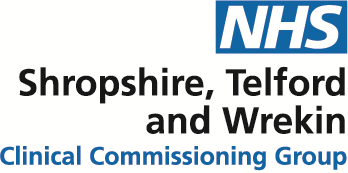 NHS
Shropshire, Telford
and Wrekin
Clinical Commissioning Group